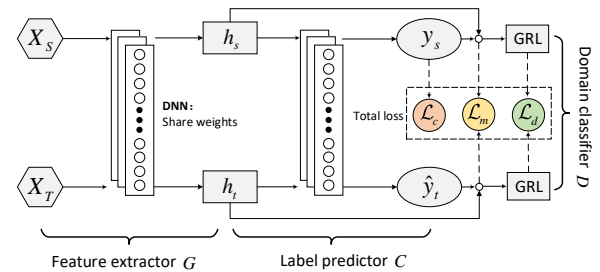 X_S
h_s
y_s
GRL
DNN:
Share weights
Total loss
ℒ_c
ℒ_m
ℒ_d
Domain classifier D
X_T
h_t
ŷ_t
GRL
Feature extractor G
Label predictor C